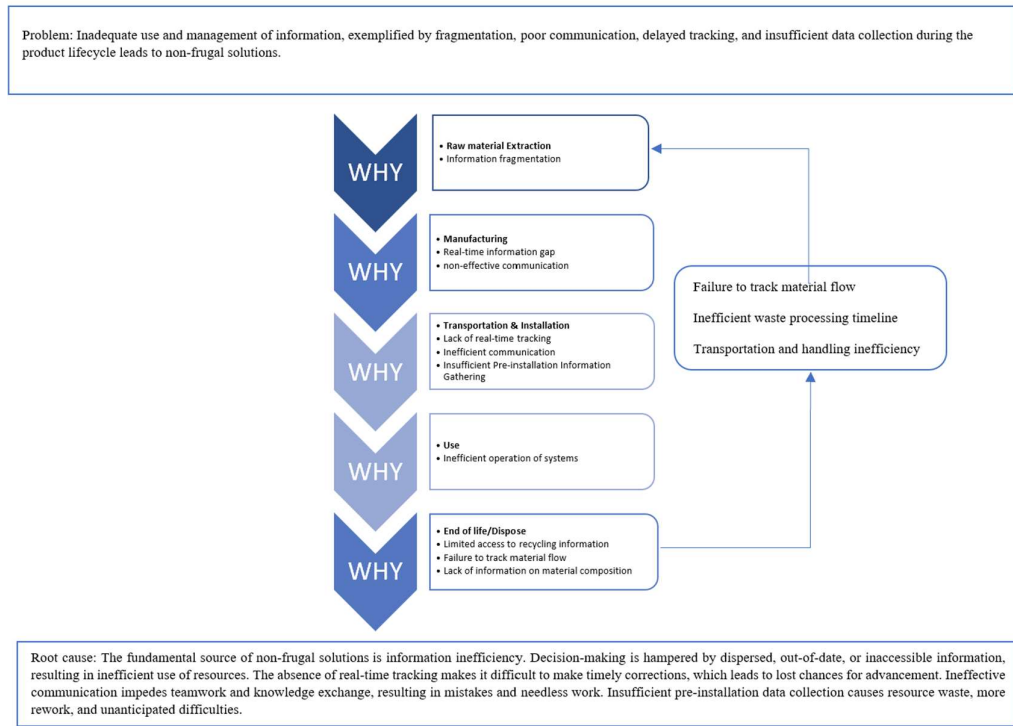 Problem: Inadequate use and management of information, exemplified by fragmentation, poor communication, delayed tracking, and insufficient data collection during the
product lifecycle leads to non-frugal solutions.
WHY
• Raw material Extraction
• Information fragmentation
WHY
• Manufacturing
• Real-time information gap
• non-effective communication
WHY
• Transportation & Installation
• Lack of real-time tracking
• Inefficient communication
• Insufficient Pre-installation Information
Gathering
WHY
• Use
• Inefficient operation of systems
WHY
• End of life/Dispose
• Limited access to recycling information
• Failure to track material flow
• Lack of information on material composition
Failure to track material flow
Inefficient waste processing timeline
Transportation and handling inefficiency
Root cause: The fundamental source of non-frugal solutions is information inefficiency. Decision-making is hampered by dispersed, out-of-date, or inaccessible information,
resulting in inefficient use of resources. The absence of real-time tracking makes it difficult to make timely corrections, which leads to lost chances for advancement. Ineffective
communication impedes teamwork and knowledge exchange, resulting in mistakes and needless work. Insufficient pre-installation data collection causes resource waste, more
rework, and unanticipated difficulties.